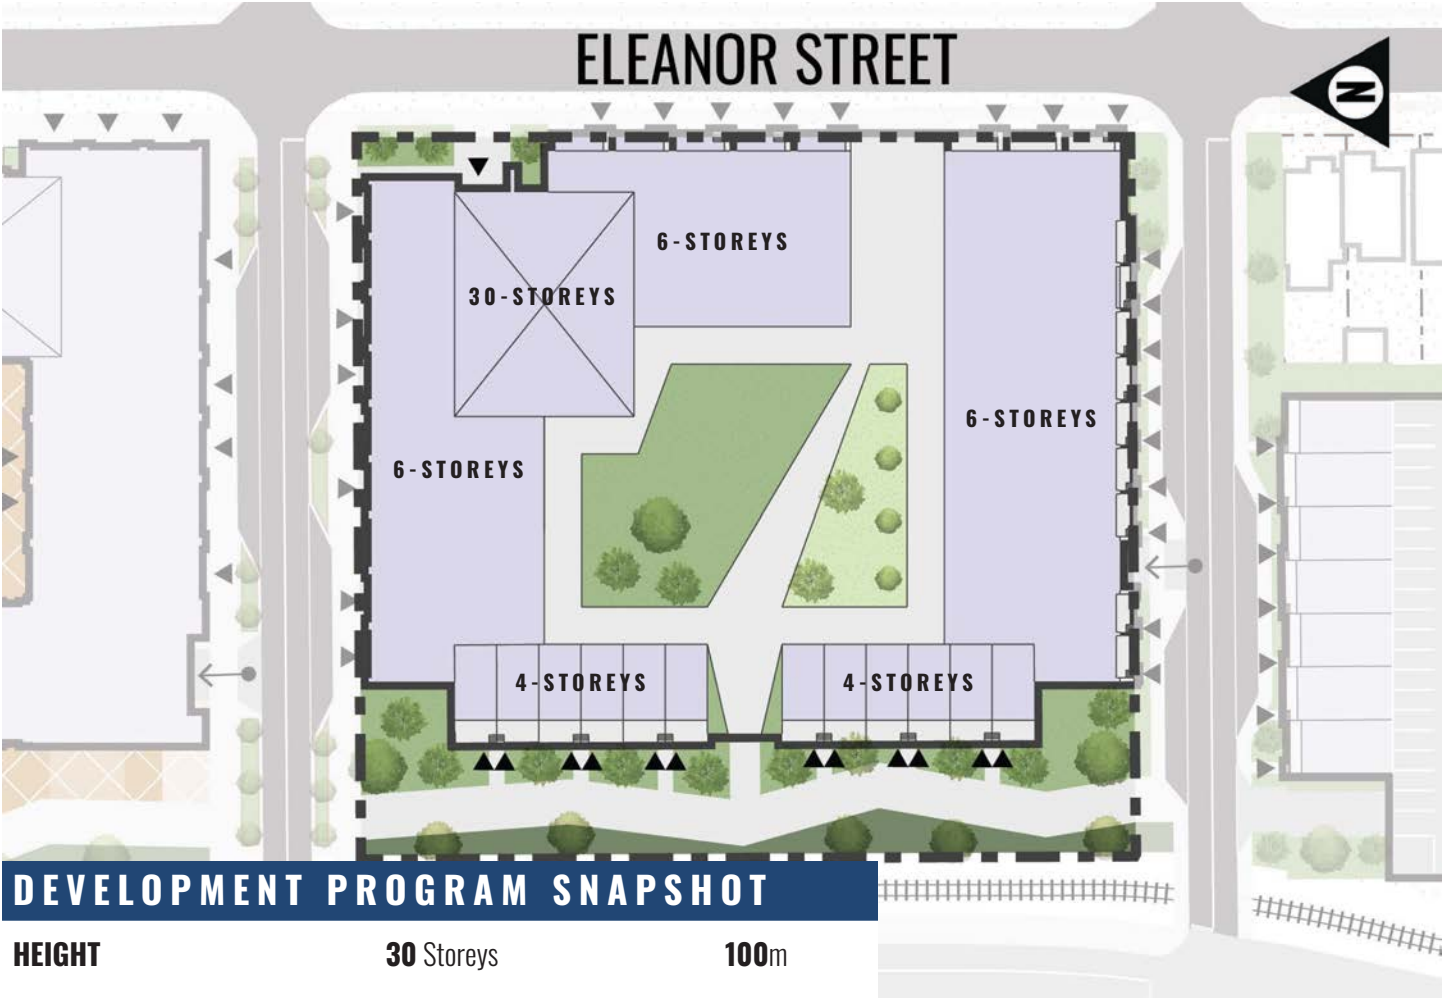 ELEANOR STREET
N
6-STOREYS
30-STOREYS
6-STOREYS
6-STOREYS
4-STOREYS
4-STOREYS
DEVELOPMENT PROGRAM SNAPSHOT
HEIGHT 30 Storeys 100m